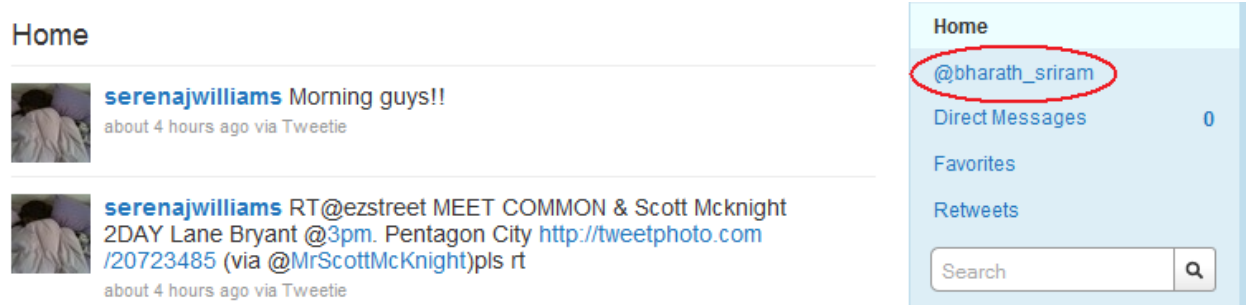 Home
serenajwilliams Morning guys!!
about 4 hours ago via Tweetie
serenajwilliams RT@ezstreet MEET COMMON & Scott Mcknight
2DAY Lane Bryant @3pm. Pentagon City http://tweetphoto.com
/20723485 (via @MrScottMcKnight)pls rt
about 4 hours ago via Tweetie
Home
@bharath_sriram
Direct Messages 0
Favorites
Retweets
Search